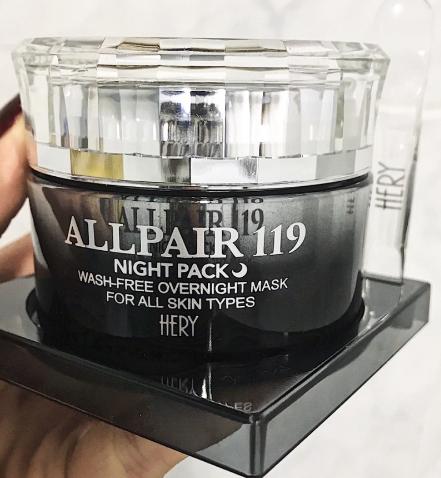 ALLPAIR 119
NIGHT PACK
WASH-FREE OVERNIGHT MASK
FOR ALL SKIN TYPES
HERY
HERY